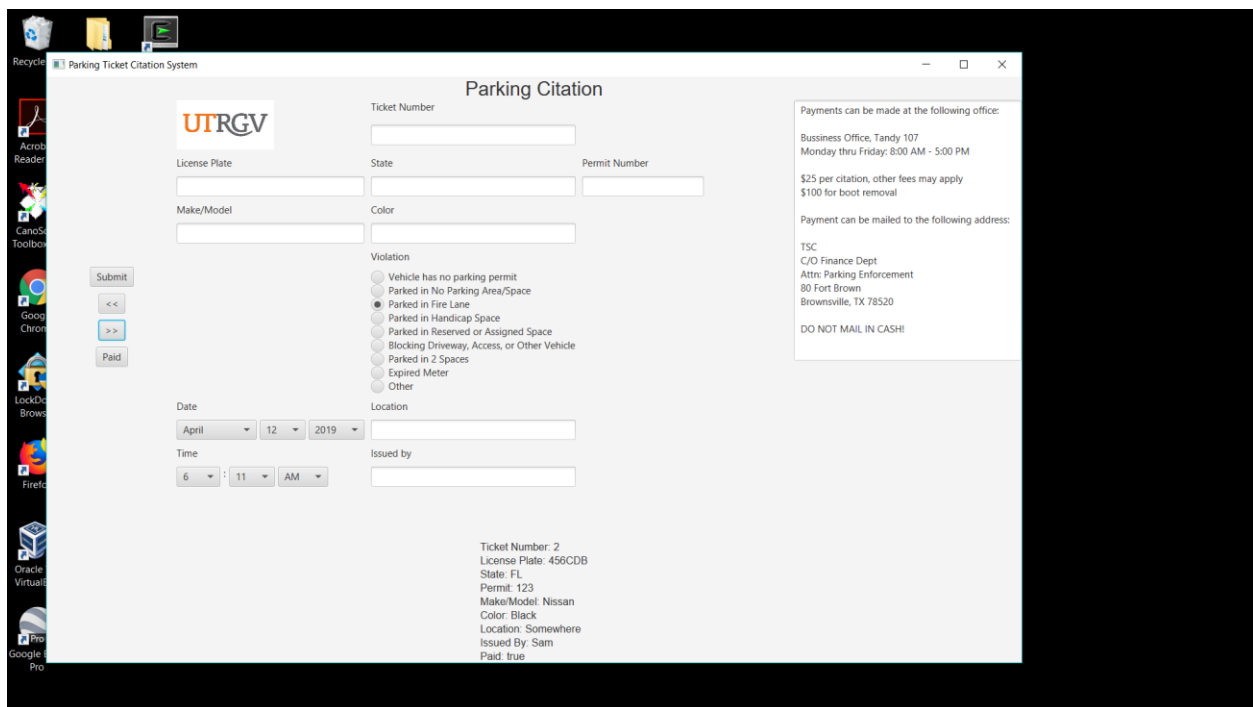 Recycle
Parking Ticket Citation System
Parking Citation
UTRGV
Ticket Number
License Plate
State
Permit Number
Make/Model
Color
Violation
Vehicle has no parking permit
Parked in No Parking Area/Space
Parked in Fire Lane
Parked in Handicap Space
Parked in Reserved or Assigned Space
Blocking Driveway, Access, or Other Vehicle
Parked in 2 Spaces
Expired Meter
Other
Submit
<<
>>
Paid
Date
Location
April 12 2019
Time
Issued by
6 : 11 AM
Ticket Number: 2
License Plate: 456CDB
State: FL
Permit: 123
Make/Model: Nissan
Color: Black
Location: Somewhere
Issued By: Sam
Paid: true
Payments can be made at the following office:
Bussiness Office, Tandy 107
Monday thru Friday: 8:00 AM - 5:00 PM
$25 per citation, other fees may apply
$100 for boot removal
Payment can be mailed to the following address:
TSC
C/O Finance Dept
Attn: Parking Enforcement
80 Fort Brown
Brownsville, TX 78520
DO NOT MAIL IN CASH!
Acrob
Reader
CanoSc
Toolbox
Goog
Chron
LockDo
Brows
Firefo
Oracle
VirtualB
Pro
Google E
Pro